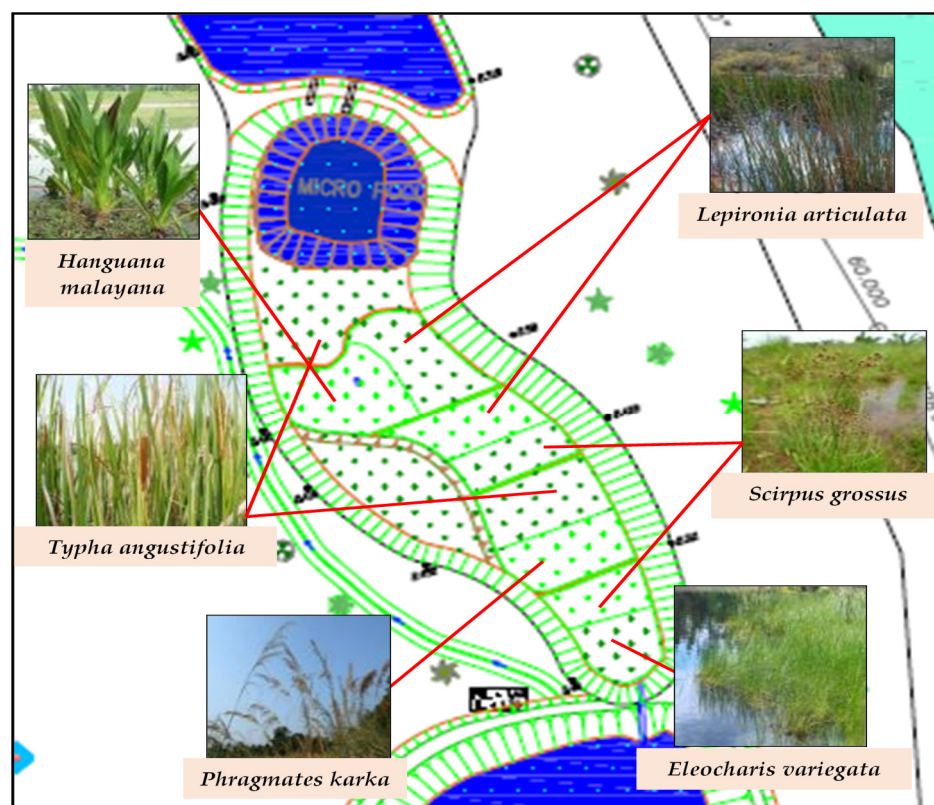 Lepironia articulata
MICRO POOL
Hanguana
malayana
60.000
Scirpus grossus
Typha angustifolia
Phragmates karka
Eleocharis variegata